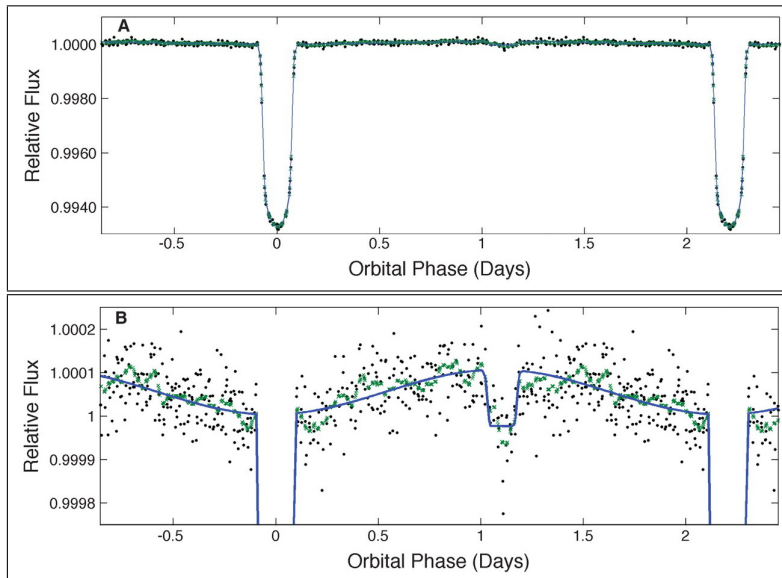 A
1.0000
0.9980
0.9960
0.9940
Relative Flux
-0.5 0 0.5 1 1.5 2
Orbital Phase (Days)
B
1.0002
1.0001
1
0.9999
0.9998
Relative Flux
-0.5 0 0.5 1 1.5 2
Orbital Phase (Days)